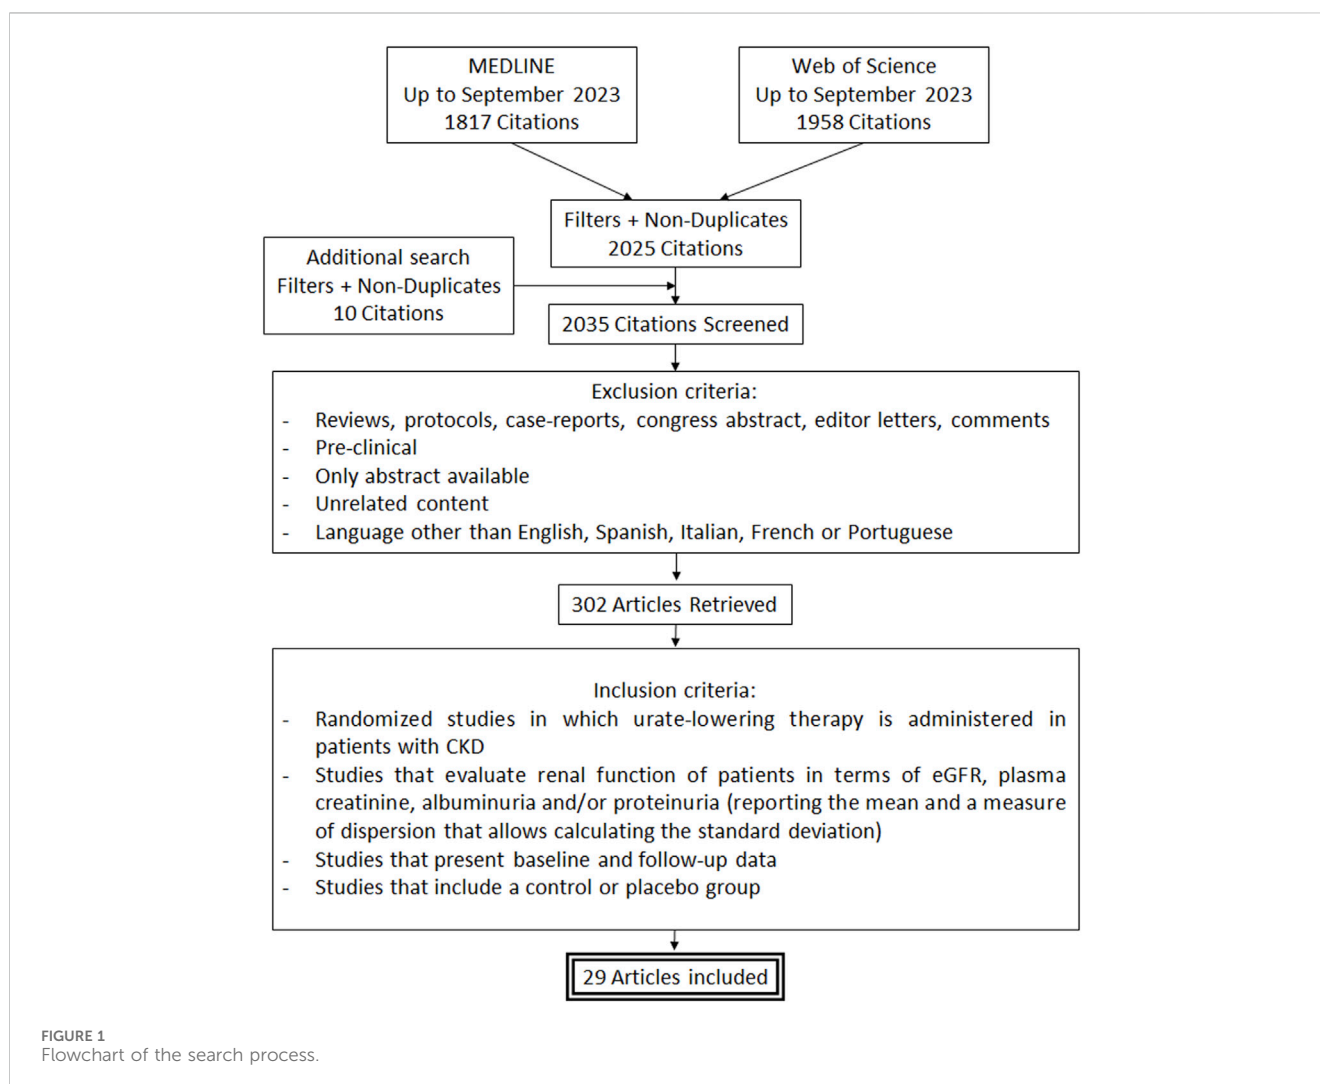 MEDLINE
Up to September 2023
1817 Citations
Web of Science
Up to September 2023
1958 Citations
Filters + Non-Duplicates
2025 Citations
Additional search
Filters + Non-Duplicates
10 Citations
2035 Citations Screened
Exclusion criteria:
- Reviews, protocols, case-reports, congress abstract, editor letters, comments
- Pre-clinical
- Only abstract available
- Unrelated content
- Language other than English, Spanish, Italian, French or Portuguese
302 Articles Retrieved
Inclusion criteria:
- Randomized studies in which urate-lowering therapy is administered in
patients with CKD
- Studies that evaluate renal function of patients in terms of eGFR, plasma
creatinine, albuminuria and/or proteinuria (reporting the mean and a measure
of dispersion that allows calculating the standard deviation)
- Studies that present baseline and follow-up data
- Studies that include a control or placebo group
29 Articles included
FIGURE 1
Flowchart of the search process.